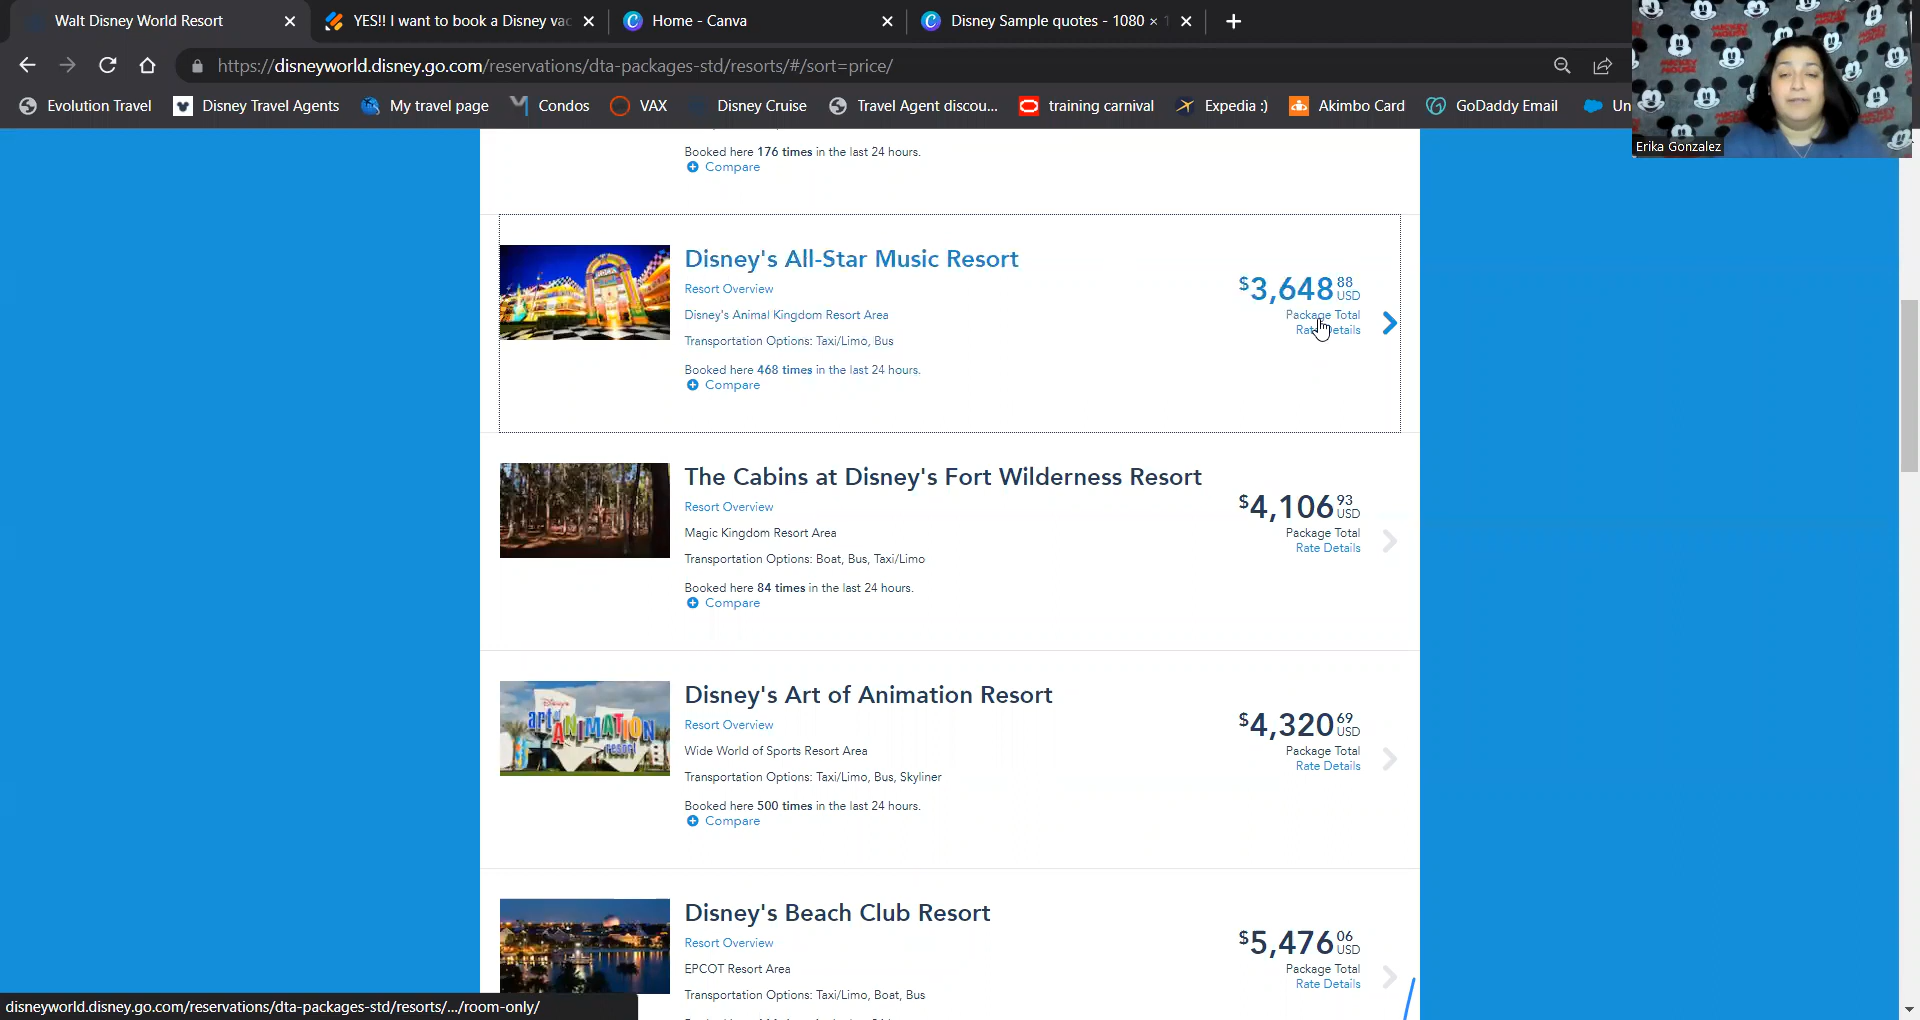 Walt Disney World Resort
YES!! I want to book a Disney vac
Home - Canva
Disney Sample quotes - 1080 ×
https://disneyworld.disney.go.com/reservations/dta-packages-std/resorts/#/sort=price/
Evolution Travel
Disney Travel Agents
My travel page
Condos
VAX
Disney Cruise
Travel Agent discou...
training carnival
Expedia :)
Akimbo Card
GoDaddy Email
Un
Erika Gonzalez
Booked here 176 times in the last 24 hours.
Compare
Disney's All-Star Music Resort
Resort Overview
Disney's Animal Kingdom Resort Area
Transportation Options: Taxi/Limo, Bus
Booked here 468 times in the last 24 hours.
Compare
$3,648 88 USD
Package Total
Rate Details
The Cabins at Disney's Fort Wilderness Resort
Resort Overview
Magic Kingdom Resort Area
Transportation Options: Boat, Bus, Taxi/Limo
Booked here 84 times in the last 24 hours.
Compare
$4,106 93 USD
Package Total
Rate Details
Disney's Art of Animation Resort
Resort Overview
Wide World of Sports Resort Area
Transportation Options: Taxi/Limo, Bus, Skyliner
Booked here 500 times in the last 24 hours.
Compare
$4,320 69 USD
Package Total
Rate Details
Disney's
art of
ANIMATION
resort
Disney's Beach Club Resort
Resort Overview
EPCOT Resort Area
Transportation Options: Taxi/Limo, Boat, Bus
$5,476 06 USD
Package Total
Rate Details
disneyworld.disney.go.com/reservations/dta-packages-std/resorts/.../room-only/